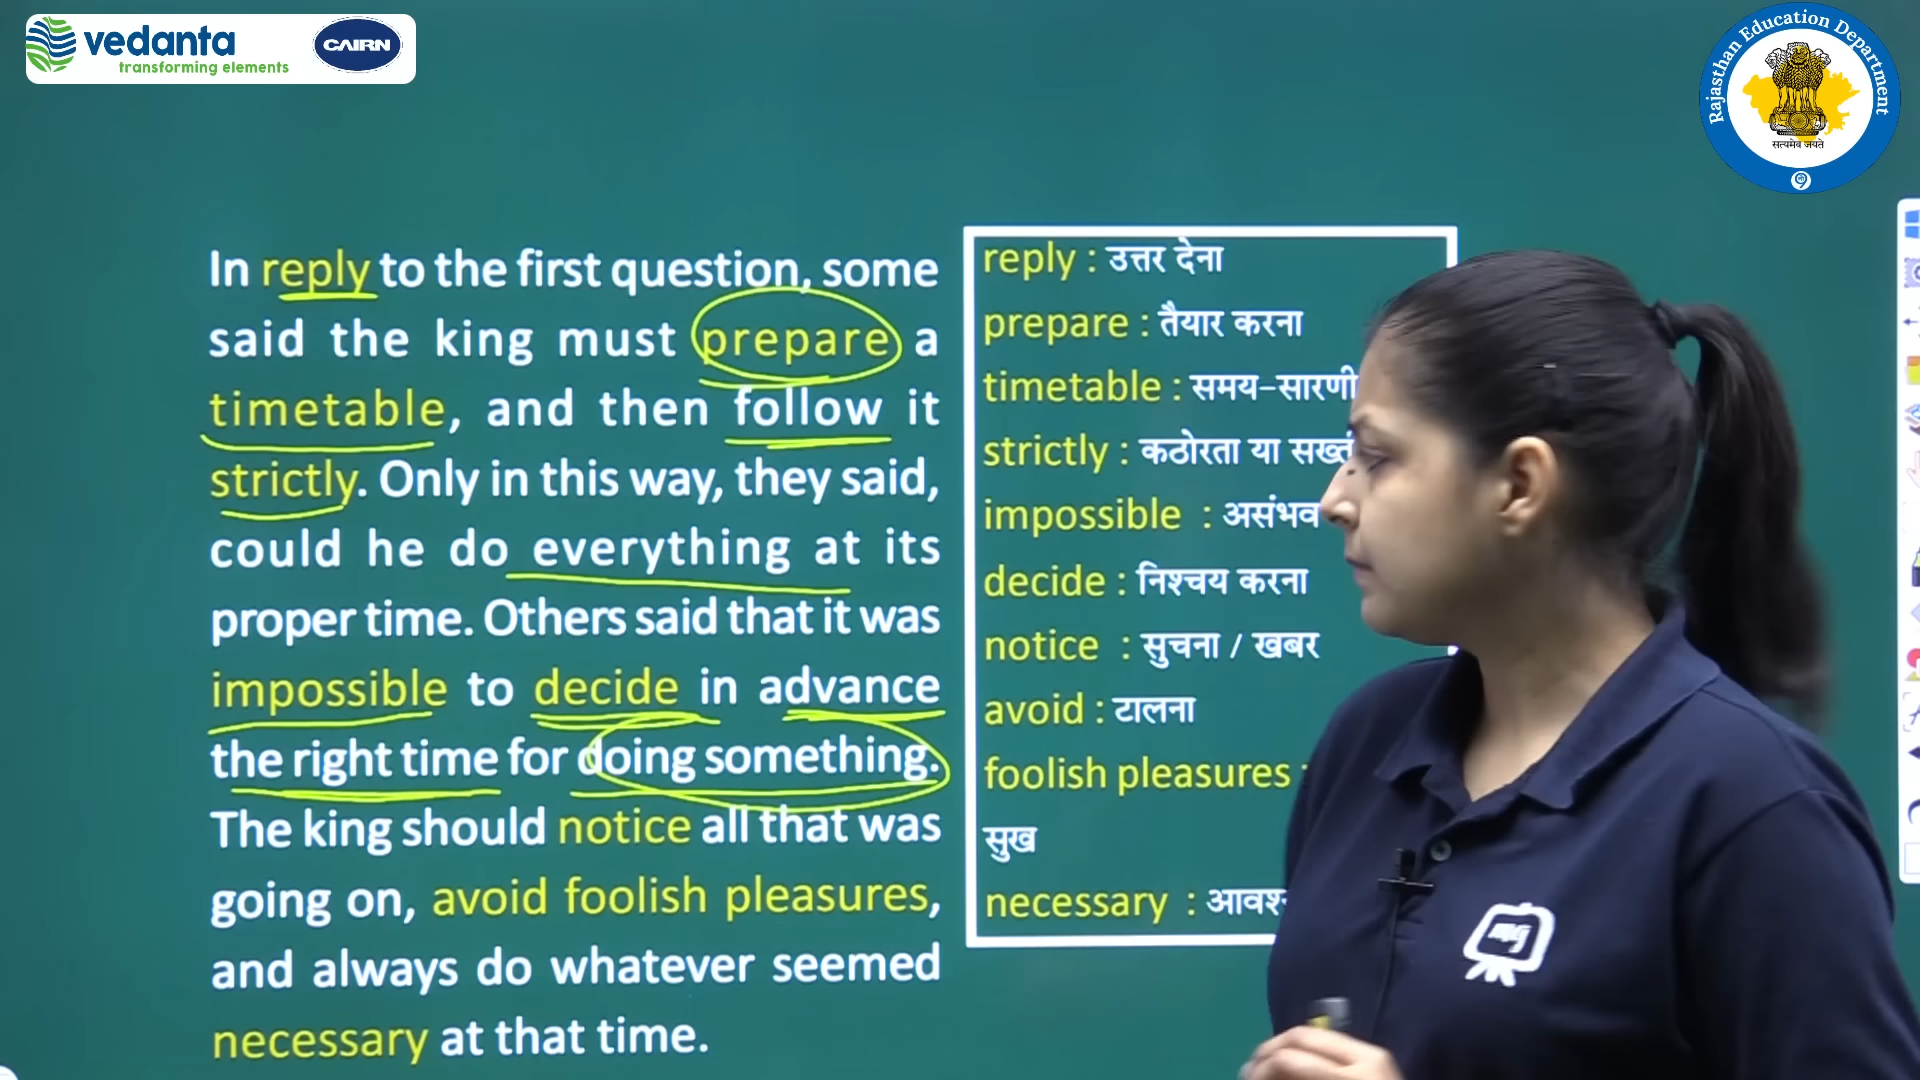 vedanta
transforming elements
CAIRN
Rajasthan Education Department
सत्यमेव जयते
In reply to the first question, some
said the king must prepare a
timetable, and then follow it
strictly. Only in this way, they said,
could he do everything at its
proper time. Others said that it was
impossible to decide in advance
the right time for doing something.
The king should notice all that was
going on, avoid foolish pleasures,
and always do whatever seemed
necessary at that time.
reply : उत्तर देना
prepare : तैयार करना
timetable : समय-सारणी
strictly : कठोरता या
impossible : असंभव
decide : निश्चय करना
notice : सुचना / खबर
avoid : टालना
foolish pleasures :
सुख
necessary :